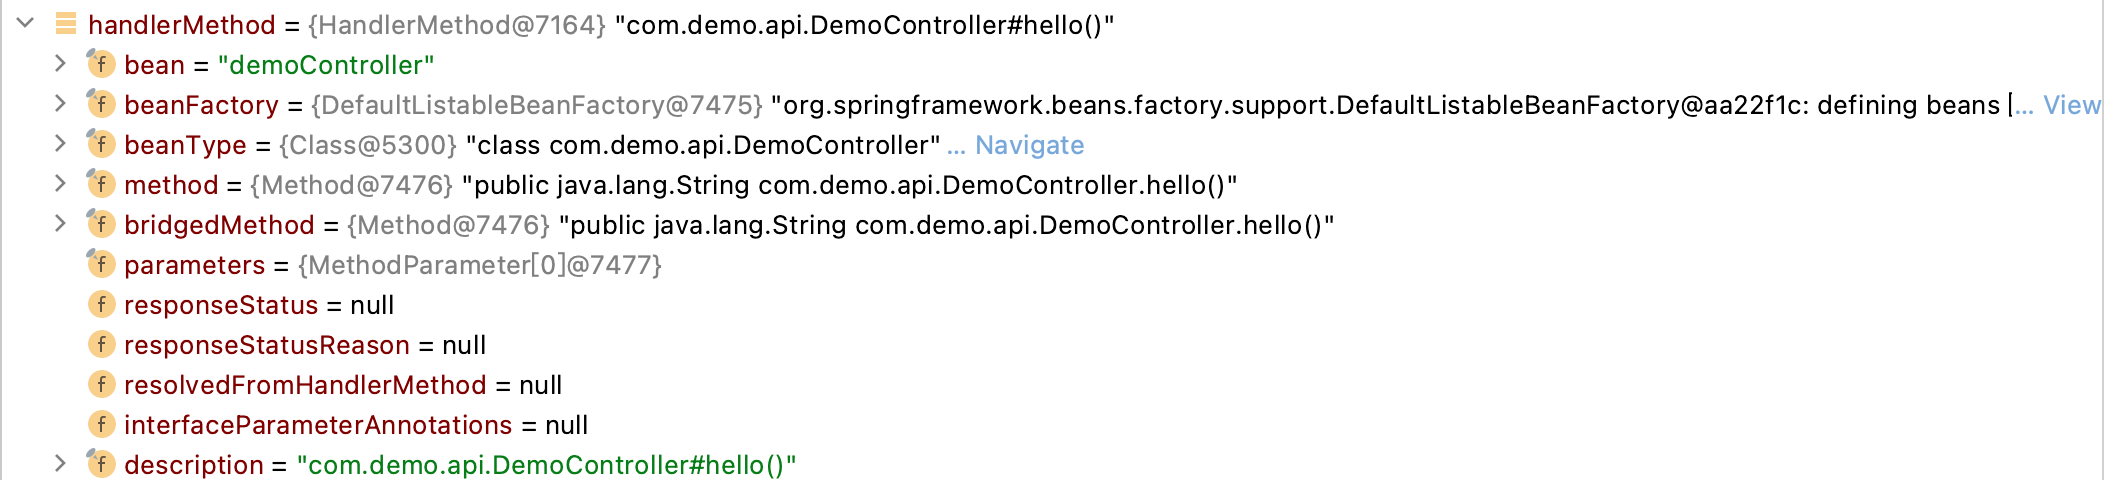 handlerMethod = {HandlerMethod@7164} "com.demo.api.DemoController#hello()"
f bean = "demoController"
f beanFactory = {DefaultListableBeanFactory@7475} "org.springframework.beans.factory.support.DefaultListableBeanFactory@aa22f1c: defining beans [... View
f beanType = {Class@5300} "class com.demo.api.DemoController" ... Navigate
f method = {Method@7476} "public java.lang.String com.demo.api.DemoController.hello()"
f bridgedMethod = {Method@7476} "public java.lang.String com.demo.api.DemoController.hello()"
f parameters = {MethodParameter[0]@7477}
f responseStatus = null
f responseStatusReason = null
f resolvedFromHandlerMethod = null
f interfaceParameterAnnotations = null
f description = "com.demo.api.DemoController#hello()"